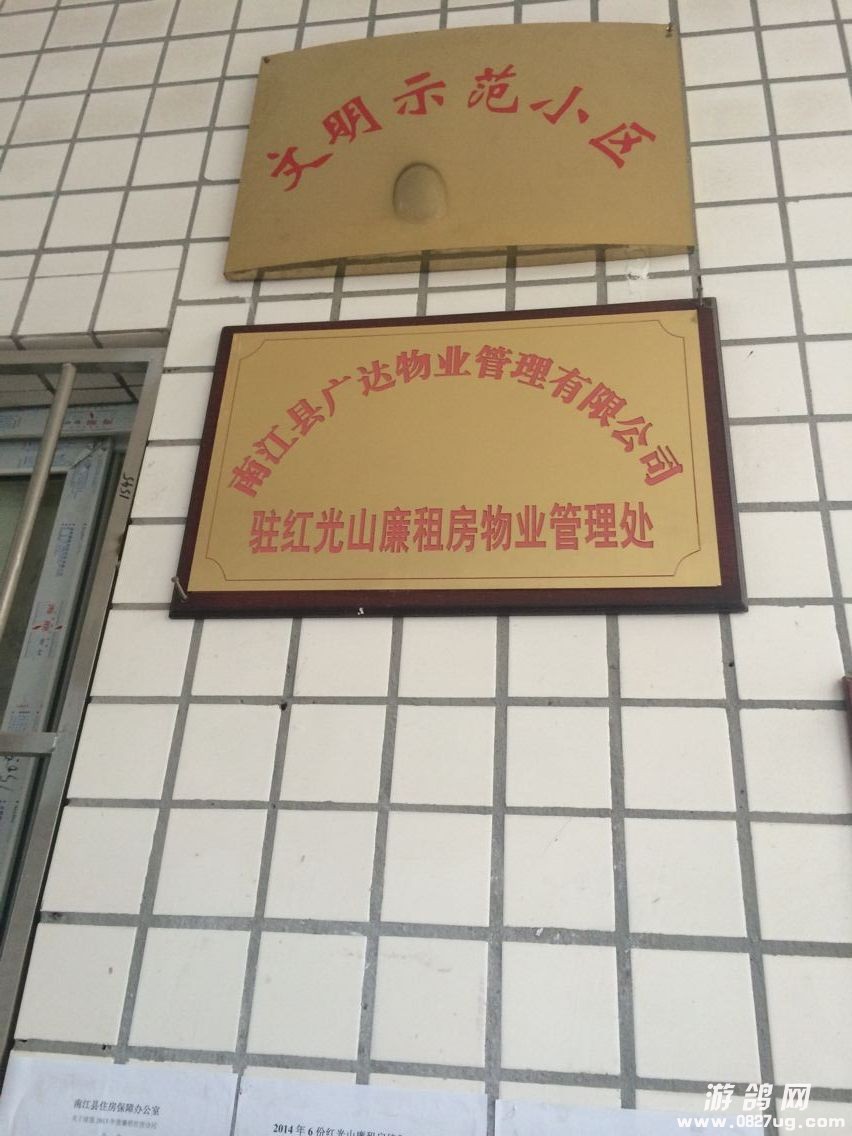 文明示范小区
南江县广达物业管理有限公司
驻红光山廉租房物业管理处
1545
南江县住房保障办公室
2014年6份红光山廉租房
游鸽网
www.0827ug.com